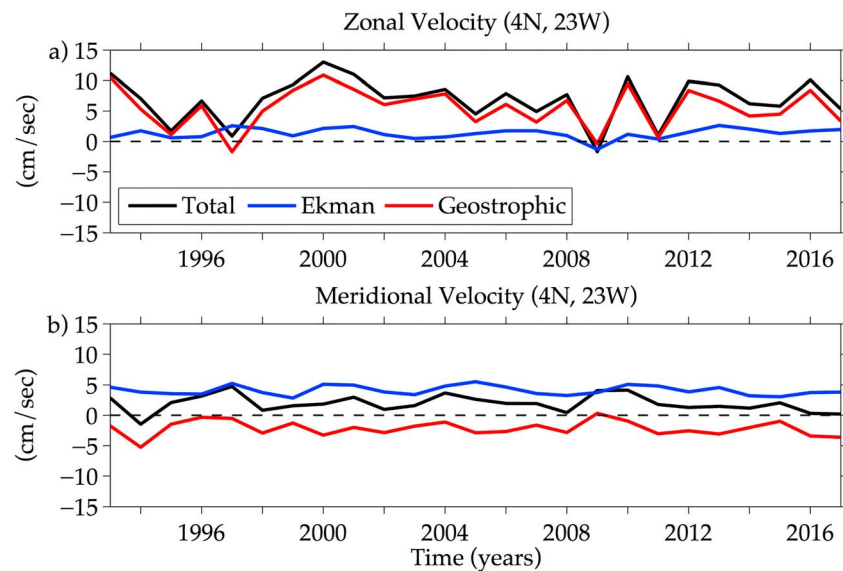 Zonal Velocity (4N, 23W)
a) 15
10
5
0
−5
−10
−15
(cm/sec)
Total Ekman Geostrophic
1996 2000 2004 2008 2012 2016
Meridional Velocity (4N, 23W)
b) 15
10
5
0
−5
−10
−15
(cm/sec)
1996 2000 2004 2008 2012 2016
Time (years)